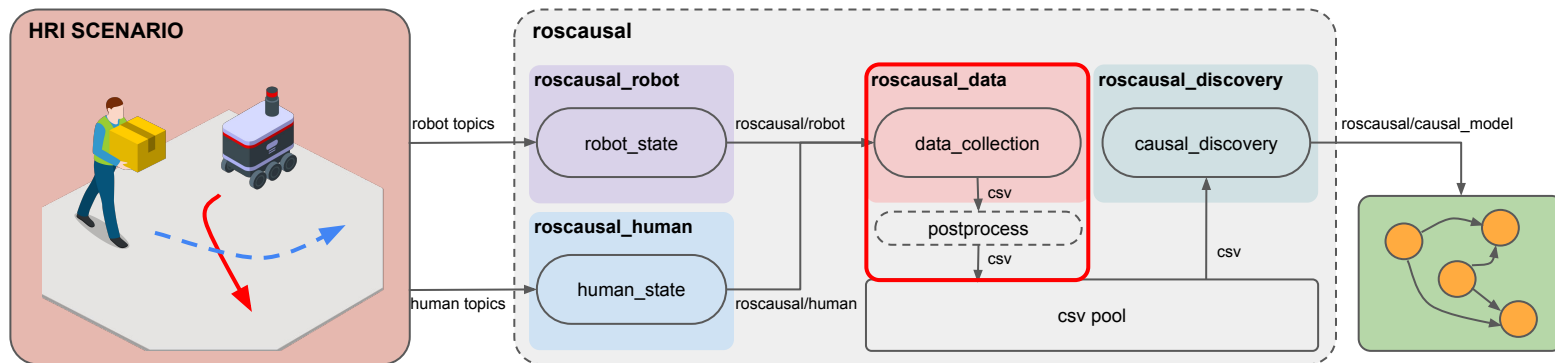 HRI SCENARIO
robot topics
human topics
roscausal
roscausal_robot
robot_state
roscausal/robot
roscausal_human
human_state
roscausal/human
roscausal_data
data_collection
csv
postprocess
csv
csv pool
roscausal_discovery
causal_discovery
csv
roscausal/causal_model